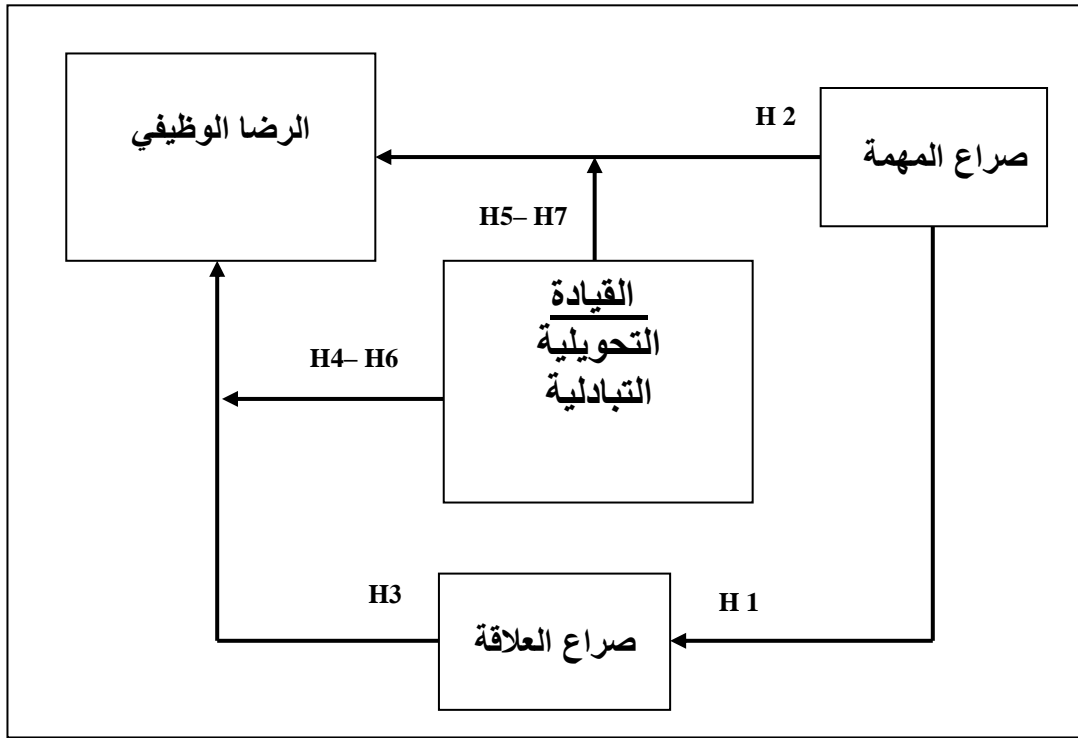 الرضا الوظيفي
H 2
صراع المهمة
H5– H7
القيادة
التحويلية
التبادلية
H4– H6
H3
صراع العلاقة
H 1